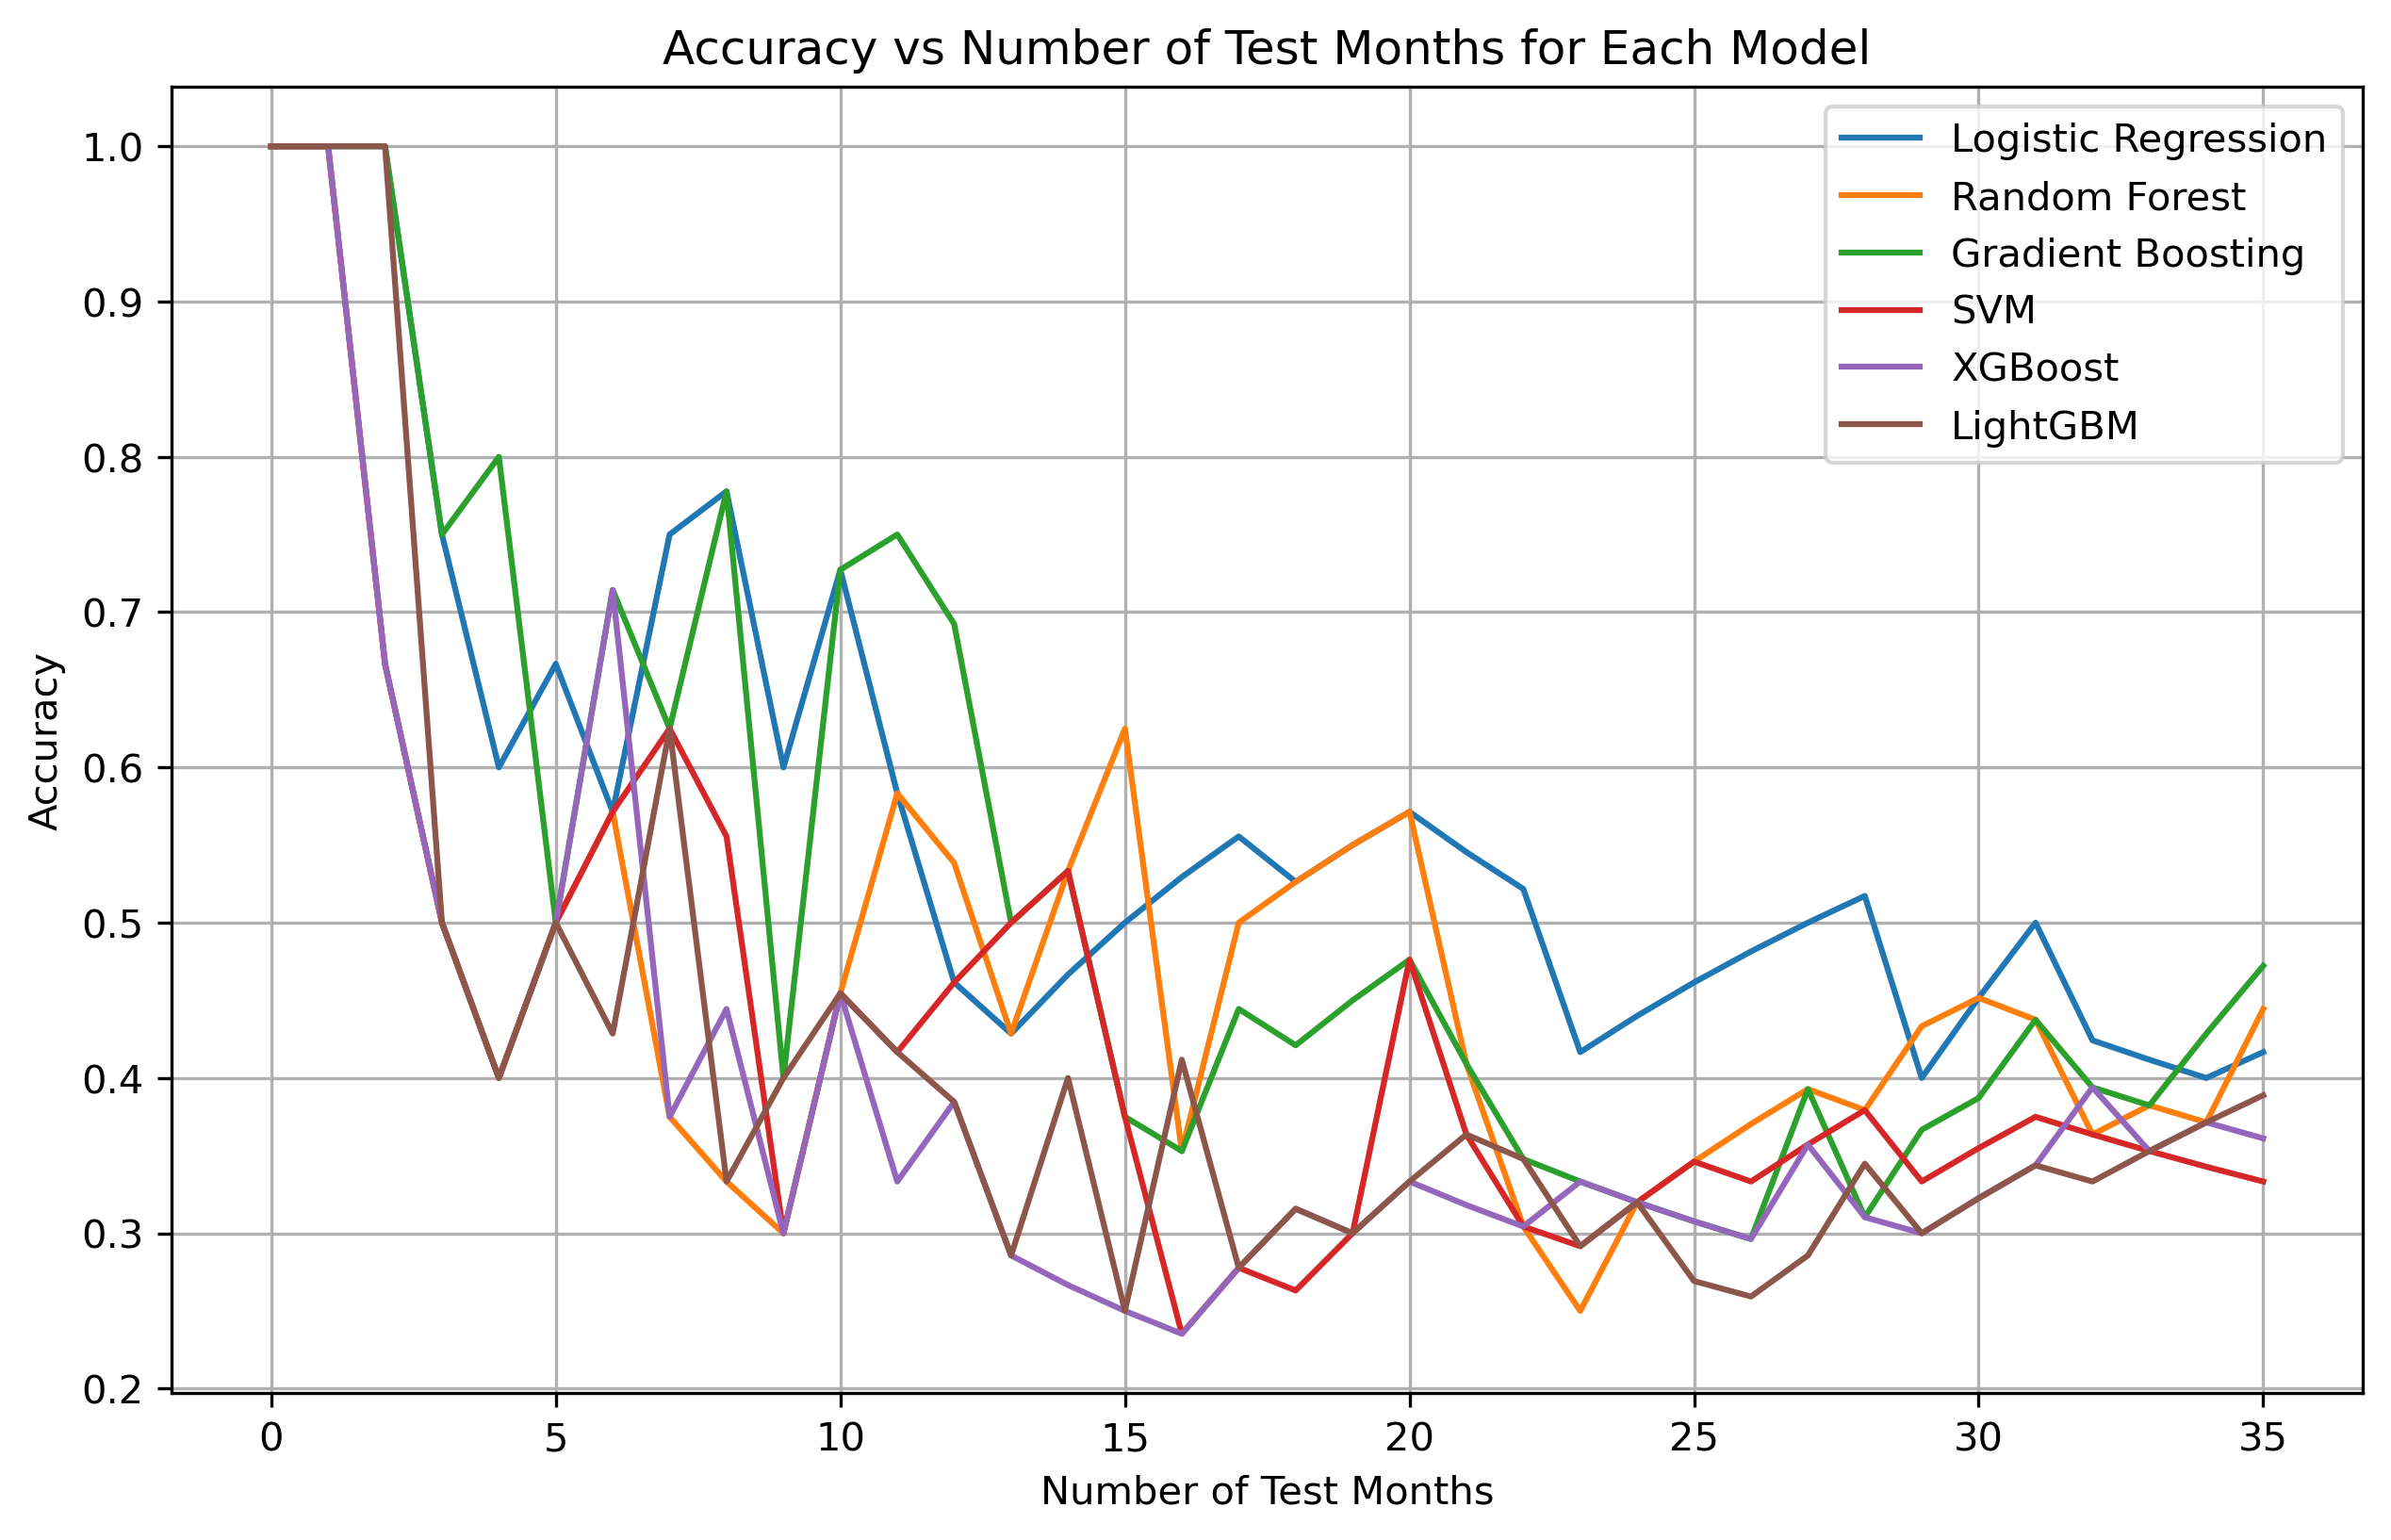 Accuracy vs Number of Test Months for Each Model
Logistic Regression
Random Forest
Gradient Boosting
SVM
XGBoost
LightGBM
1.0
0.9
0.8
0.7
0.6
0.5
0.4
0.3
0.2
Accuracy
0 5 10 15 20 25 30 35
Number of Test Months